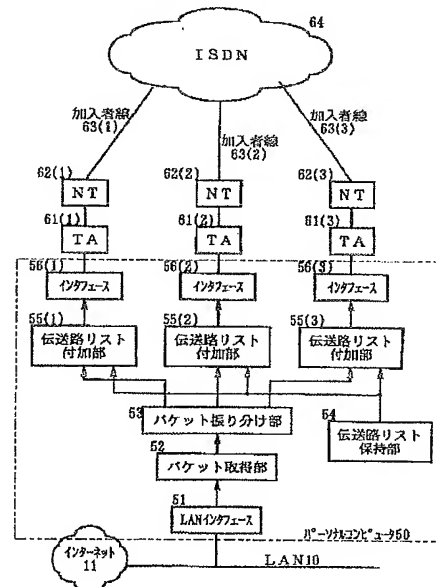 64
ISDN
加入者線
63(1)
加入者線
63(2)
加入者線
63(3)
62(1)
NT
62(2)
NT
62(3)
NT
61(1)
TA
61(2)
TA
61(3)
TA
56(1)
インタフェース
56(2)
インタフェース
56(3)
インタフェース
55(1)
伝送路リスト
付加部
55(2)
伝送路リスト
付加部
55(3)
伝送路リスト
付加部
53
パケット振り分け部
54
伝送路リスト
保持部
52
パケット取得部
51
LANインタフェース
パーソナルコンピュータ50
インターネット
11
LAN10